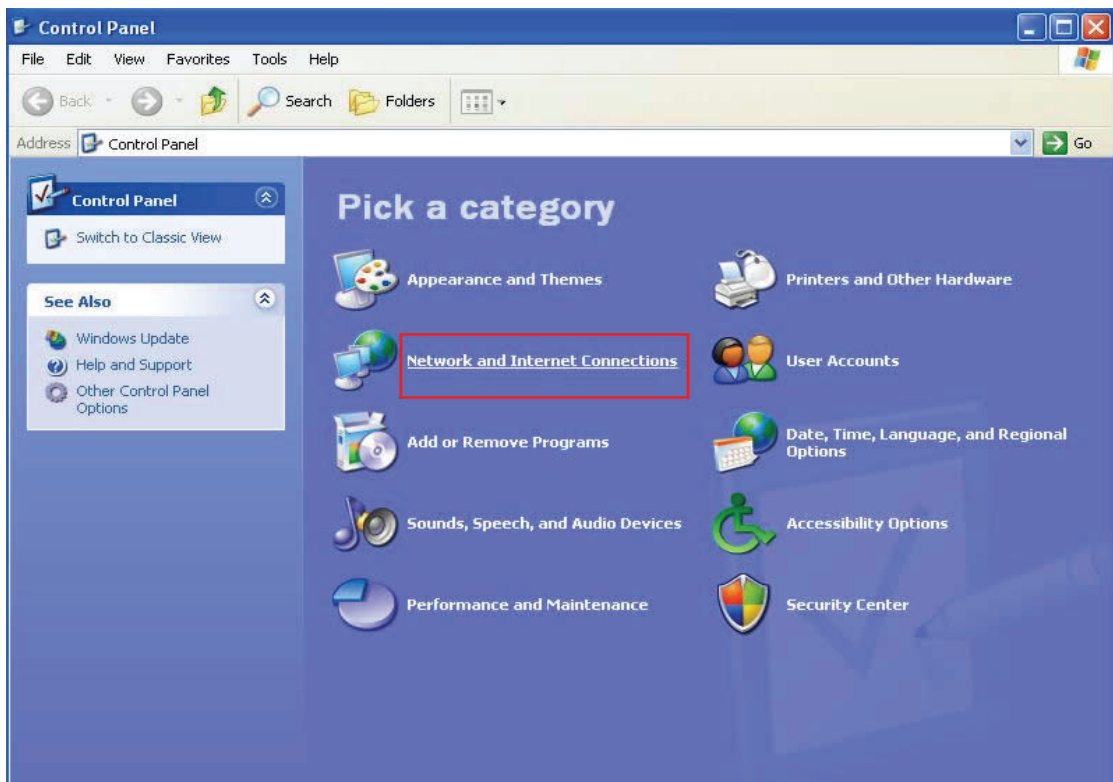 Control Panel
File Edit View Favorites Tools Help
Back Search Folders
Address Control Panel Go
Control Panel
Switch to Classic View
See Also
Windows Update
Help and Support
Other Control Panel
Options
Pick a category
Appearance and Themes
Printers and Other Hardware
Network and Internet Connections
User Accounts
Add or Remove Programs
Date, Time, Language, and Regional
Options
Sounds, Speech, and Audio Devices
Accessibility Options
Performance and Maintenance
Security Center